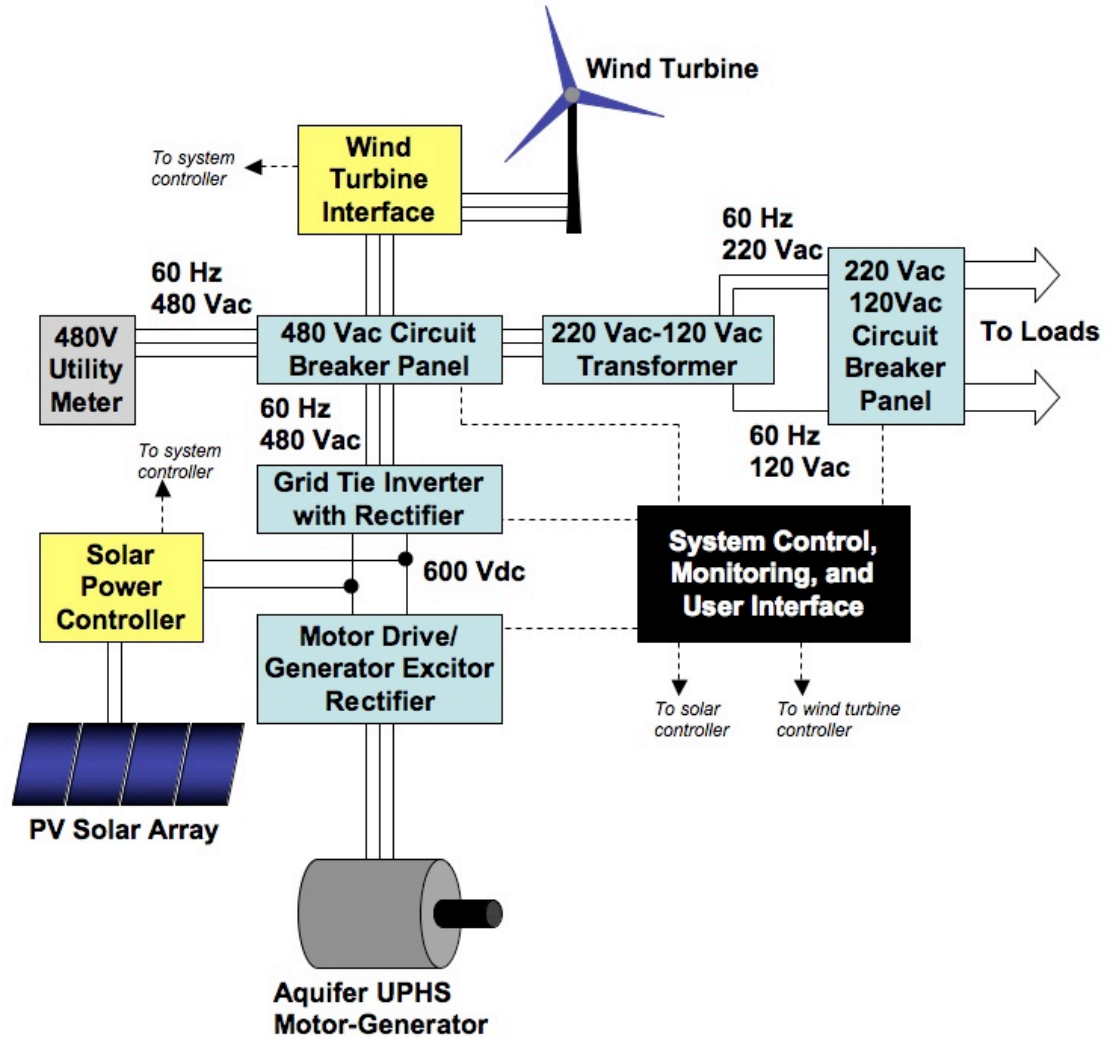 Wind Turbine
To system
controller
Wind
Turbine
Interface
60 Hz
220 Vac
60 Hz
480 Vac
220 Vac
120Vac
Circuit
Breaker
Panel
To Loads
480V
Utility
Meter
480 Vac Circuit
Breaker Panel
220 Vac-120 Vac
Transformer
60 Hz
480 Vac
60 Hz
120 Vac
To system
controller
Grid Tie Inverter
with Rectifier
Solar
Power
Controller
600 Vdc
System Control,
Monitoring, and
User Interface
Motor Drive/
Generator Excitor
Rectifier
To solar
controller
To wind turbine
controller
PV Solar Array
Aquifer UPHS
Motor-Generator